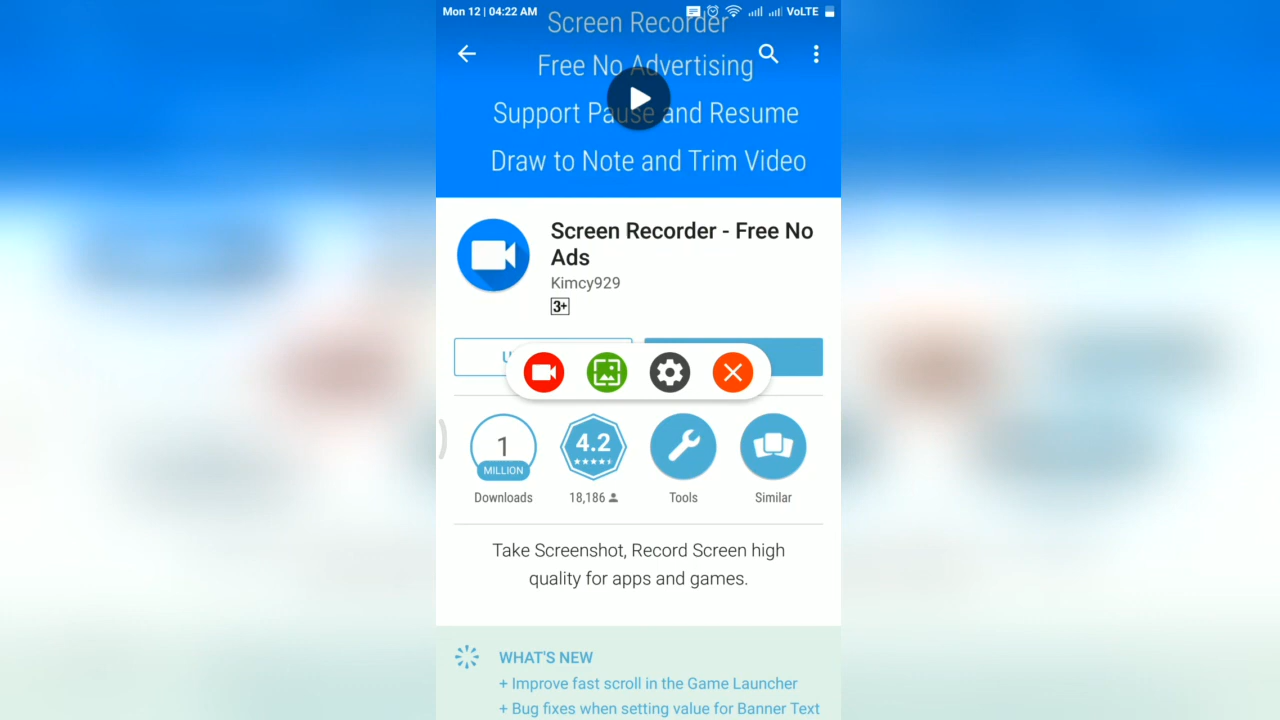 Mon 12 | 04:22 AM VoLTE
Screen Recorder
Free No Advertising
Support Pause and Resume
Draw to Note and Trim Video
Screen Recorder - Free No
Ads
Kimcy929
3+
1
MILLION
Downloads
4.2
18,186
Tools
Similar
Take Screenshot, Record Screen high
quality for apps and games.
WHAT'S NEW
+ Improve fast scroll in the Game Launcher
+ Bug fixes when setting value for Banner Text